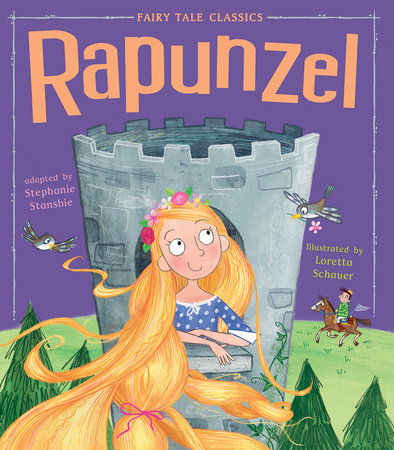 FAIRY TALE CLASSICS
Rapunzel
adapted by
Stephanie
Stansbie
Illustrated by
Loretta
Schauer